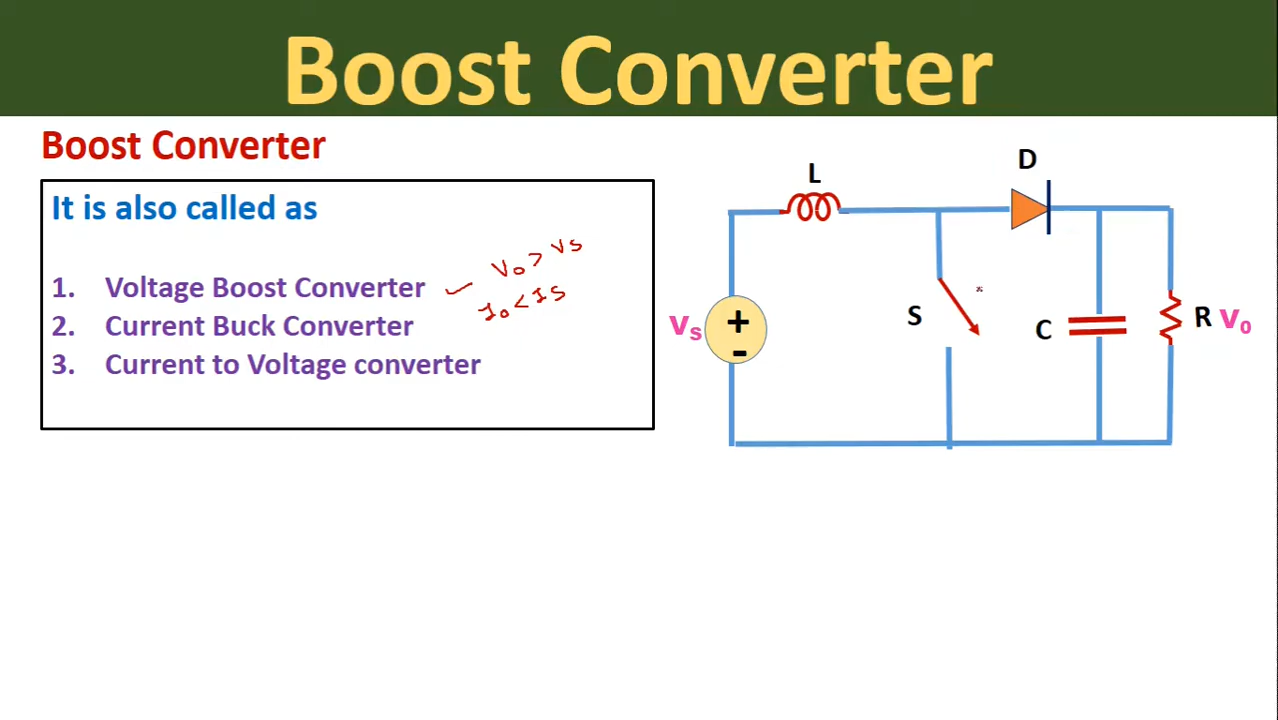 Boost Converter
Boost Converter
It is also called as
1. Voltage Boost Converter
V₀ > Vs
2. Current Buck Converter
I₀ < Is
3. Current to Voltage converter
L
D
Vs
+
-
S
C
R
V₀